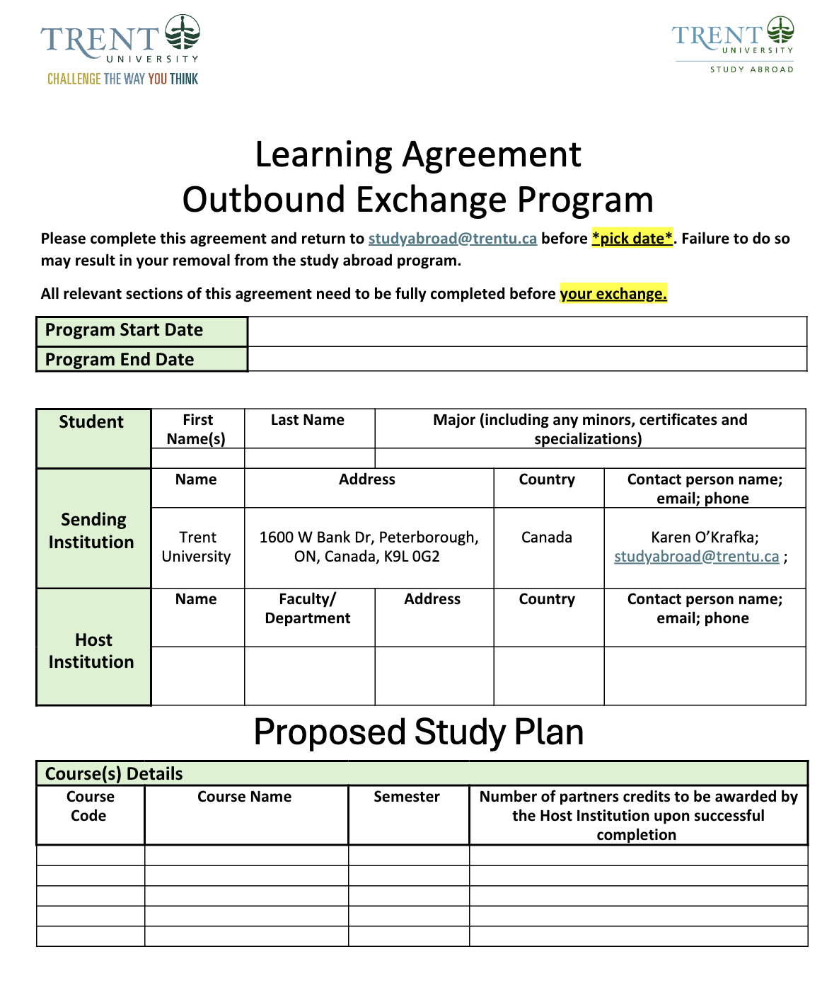 TRENT
UNIVERSITY
CHALLENGE THE WAY YOU THINK
TRENT
UNIVERSITY
STUDY ABROAD
Learning Agreement
Outbound Exchange Program
Please complete this agreement and return to studyabroad@trentu.ca before *pick date*. Failure to do so
may result in your removal from the study abroad program.
All relevant sections of this agreement need to be fully completed before your exchange.
Program Start Date
Program End Date
Student
First
Name(s)
Last Name
Major (including any minors, certificates and
specializations)
Sending
Institution
Name
Address
Country
Contact person name;
email; phone
Trent
University
1600 W Bank Dr, Peterborough,
ON, Canada, K9L 0G2
Canada
Karen O’Krafka;
studyabroad@trentu.ca ;
Host
Institution
Name
Faculty/
Department
Address
Country
Contact person name;
email; phone
Proposed Study Plan
Course(s) Details
Course
Code
Course Name
Semester
Number of partners credits to be awarded by
the Host Institution upon successful
completion